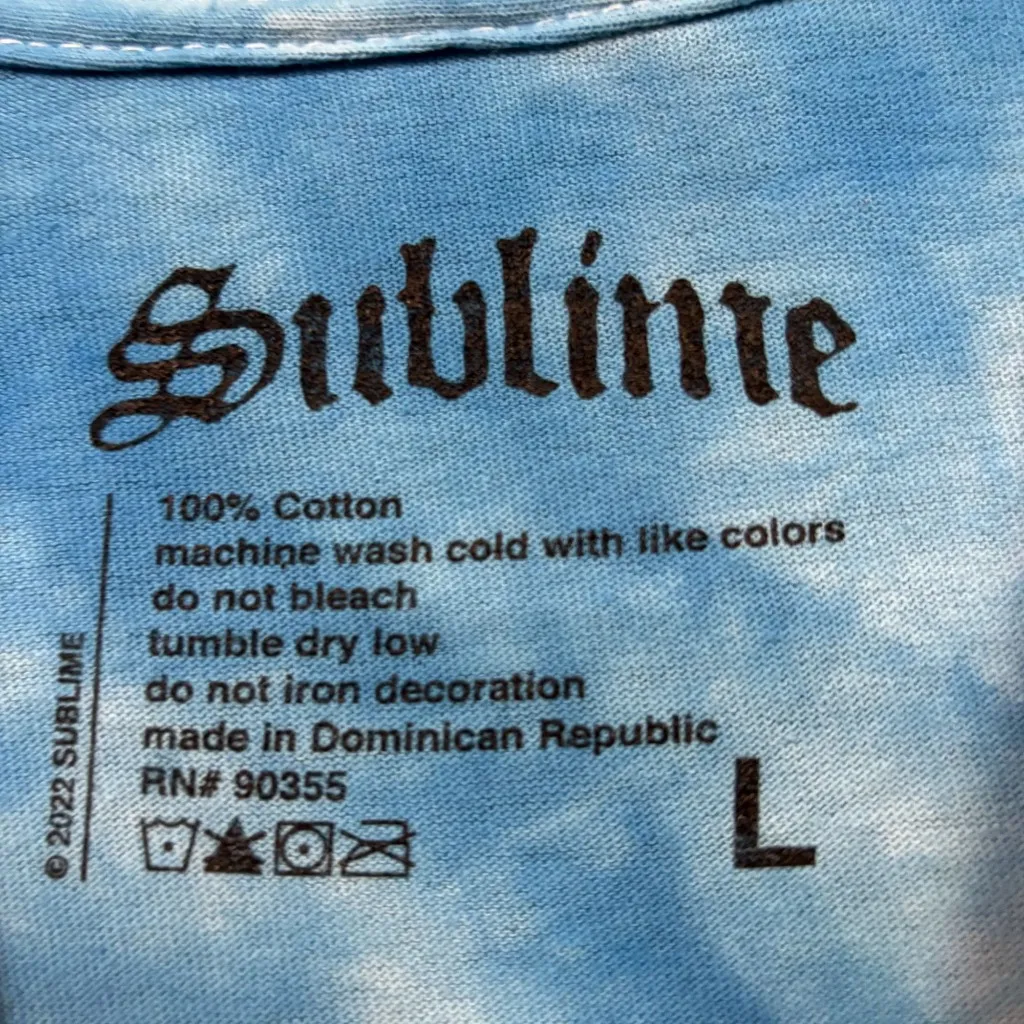 Sublime
100% Cotton
machine wash cold with like colors
do not bleach
tumble dry low
do not iron decoration
made in Dominican Republic
RN# 90355
L
© 2022 SUBLIME